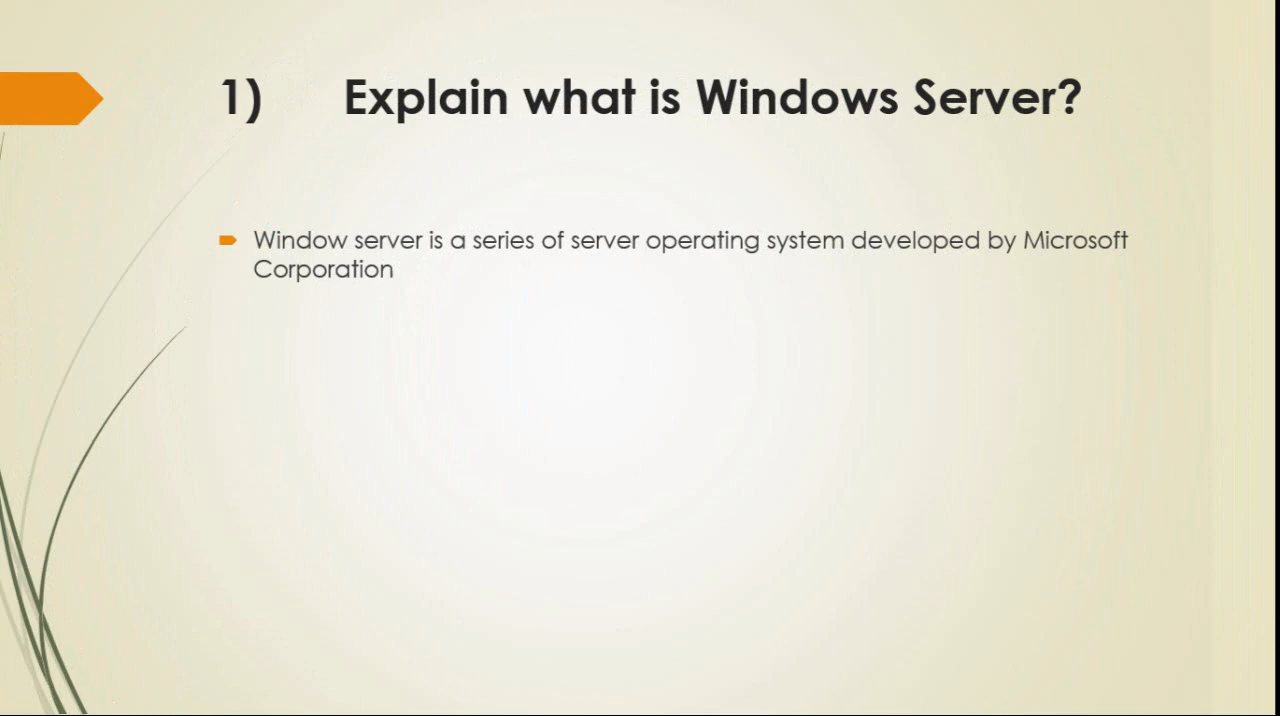 1) Explain what is Windows Server?
Window server is a series of server operating system developed by Microsoft
Corporation